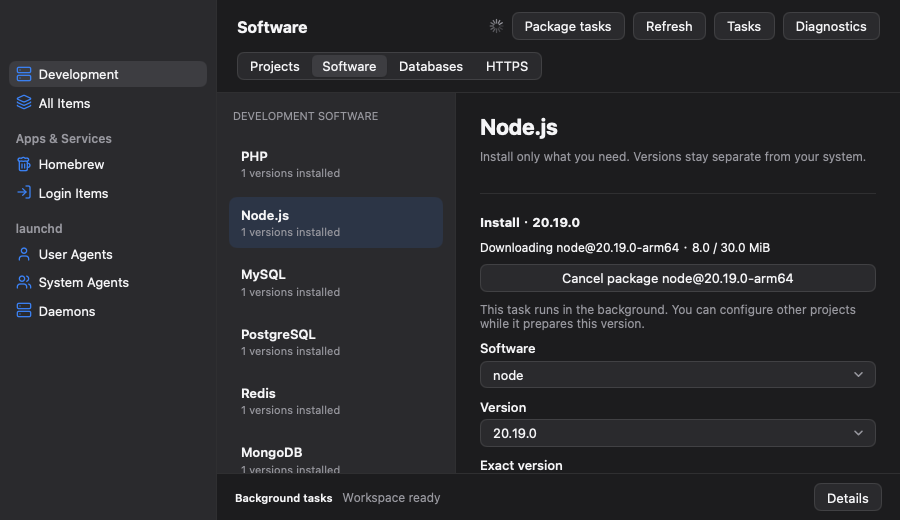 Software
Package tasks
Refresh
Tasks
Diagnostics
Projects
Software
Databases
HTTPS
Development
All Items
Apps & Services
Homebrew
Login Items
launchd
User Agents
System Agents
Daemons
DEVELOPMENT SOFTWARE
PHP
1 versions installed
Node.js
1 versions installed
MySQL
1 versions installed
PostgreSQL
1 versions installed
Redis
1 versions installed
MongoDB
1 versions installed
Node.js
Install only what you need. Versions stay separate from your system.
Install · 20.19.0
Downloading node@20.19.0-arm64 · 8.0 / 30.0 MiB
Cancel package node@20.19.0-arm64
This task runs in the background. You can configure other projects
while it prepares this version.
Software
node
Version
20.19.0
Exact version
Background tasks
Workspace ready
Details